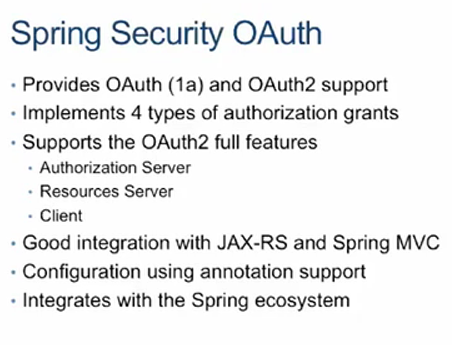 Spring Security OAuth
• Provides OAuth (1a) and OAuth2 support
• Implements 4 types of authorization grants
• Supports the OAuth2 full features
• Authorization Server
• Resources Server
• Client
• Good integration with JAX-RS and Spring MVC
• Configuration using annotation support
• Integrates with the Spring ecosystem